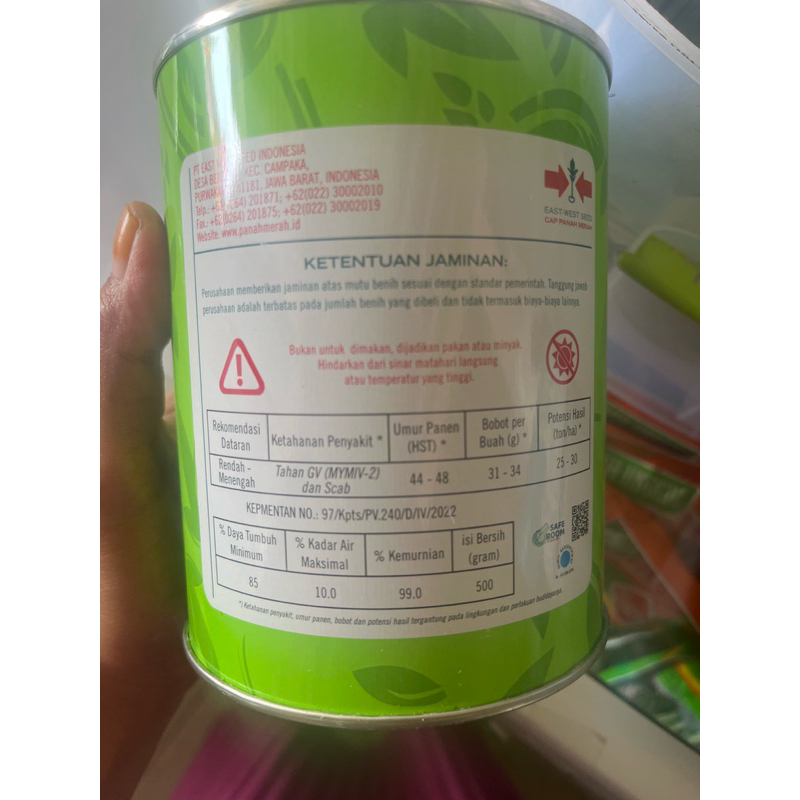 PT EAST SEED INDONESIA
DESA KEC. CAMPAKA,
41181, JAWA BARAT, INDONESIA
Telp.: 201871; +62(022) 30002010
Fax.: +62(0264) 201875; +62(022) 30002019
Website: www.panahmerah.id
EAST-WEST SEED
CAP PANAH MERAH
KETENTUAN JAMINAN:
Perusahaan memberikan jaminan atas mutu benih sesuai dengan standar pemerintah. Tanggung jawab
perusahaan adalah terbatas pada jumlah benih yang dibeli dan tidak termasuk biaya-biaya lainya.
Bukan untuk dimakan, dijadikan pakan atau minyak.
Hindarkan dari sinar matahari langsung
atau temperatur yang tinggi.
Rekomendasi Dataran
Ketahanan Penyakit *
Umur Panen (HST) *
Bobot per Buah (g) *
Potensi Hasil (ton/ha) *
Rendah - Menengah
Tahan GV (MYMIV-2) dan Scab
44 - 48
31 - 34
25 - 30
KEPMENTAN NO.: 97/Kpts/PV.240/D/IV/2022
% Daya Tumbuh Minimum
% Kadar Air Maksimal
% Kemurnian
isi Bersih (gram)
85
10.0
99.0
500
SAFE ROOM
*) Ketahanan penyakit, umur panen, bobot dan potensi hasil tergantung pada lingkungan dan perlakuan budidayanya.